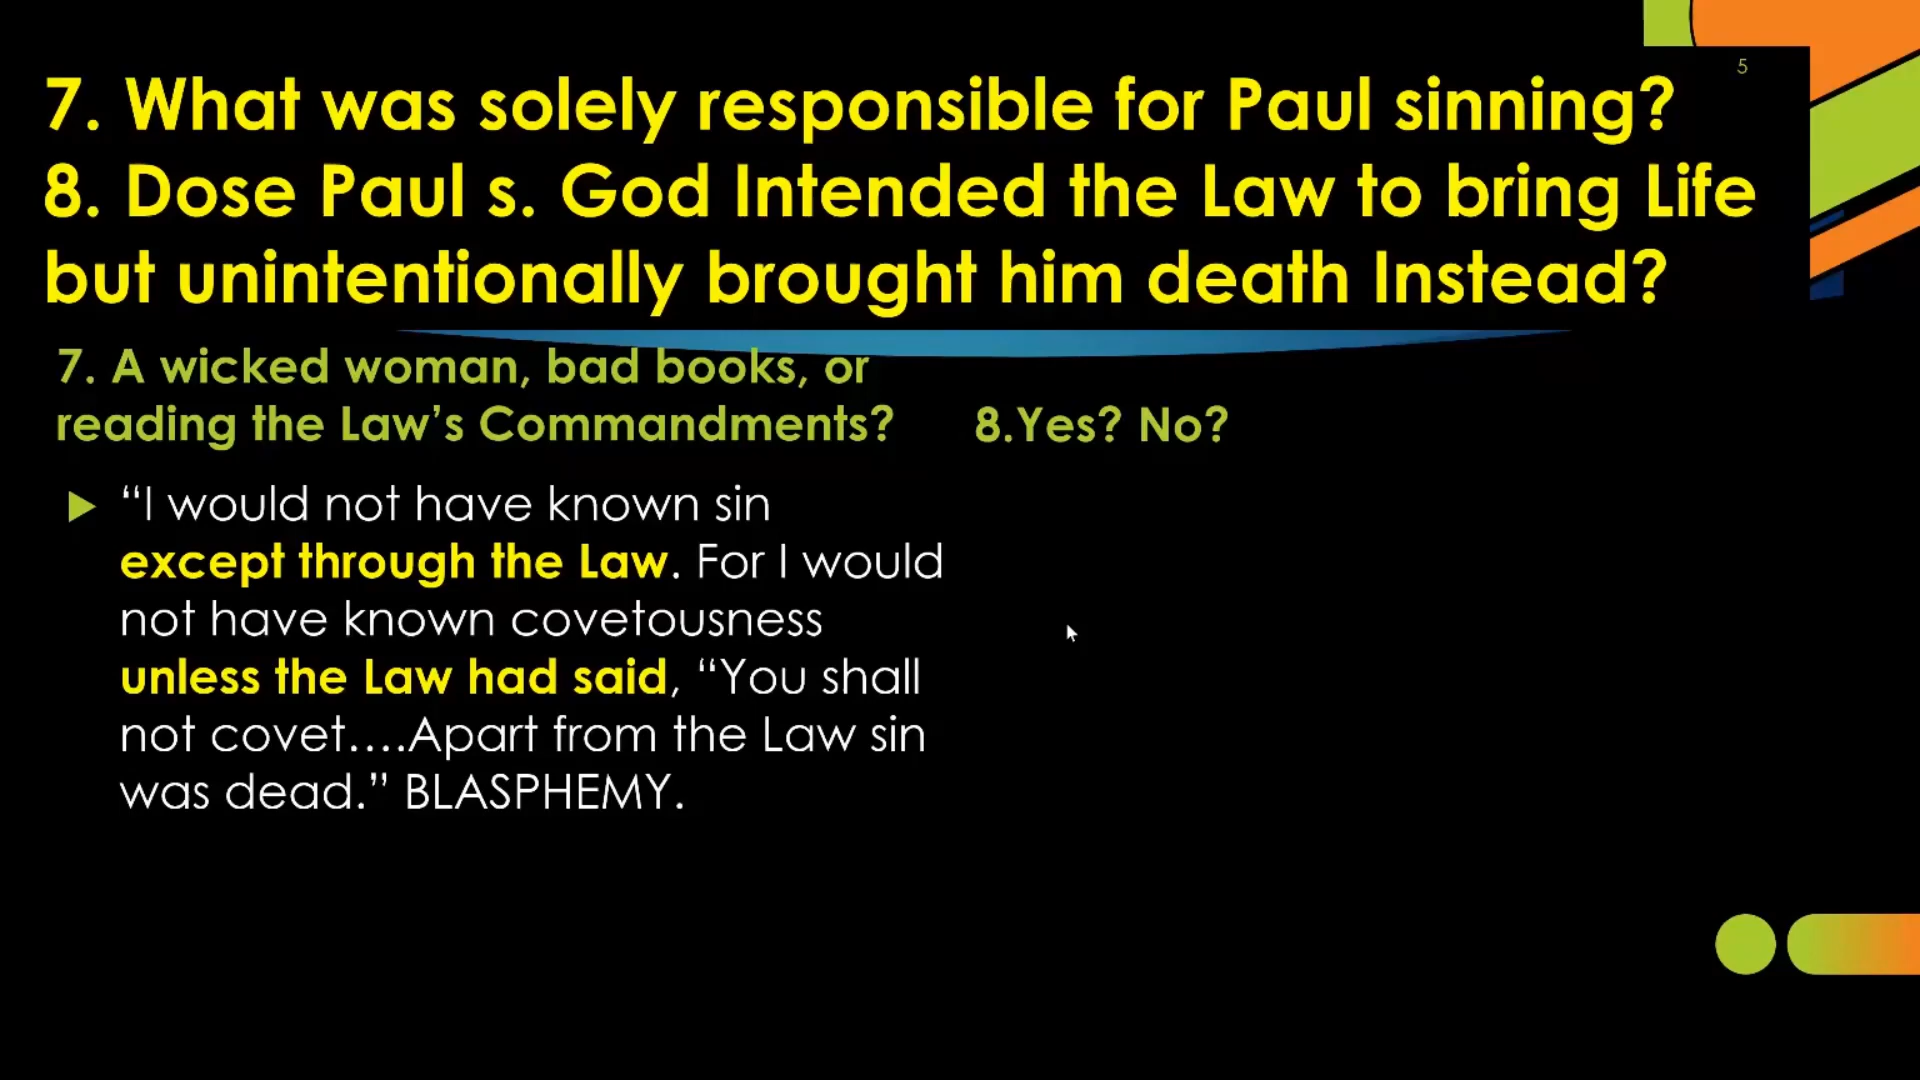 5
7. What was solely responsible for Paul sinning?
8. Dose Paul s. God Intended the Law to bring Life
but unintentionally brought him death Instead?
7. A wicked woman, bad books, or
reading the Law’s Commandments?
8.Yes? No?
“I would not have known sin
except through the Law. For I would
not have known covetousness
unless the Law had said, “You shall
not covet….Apart from the Law sin
was dead.” BLASPHEMY.